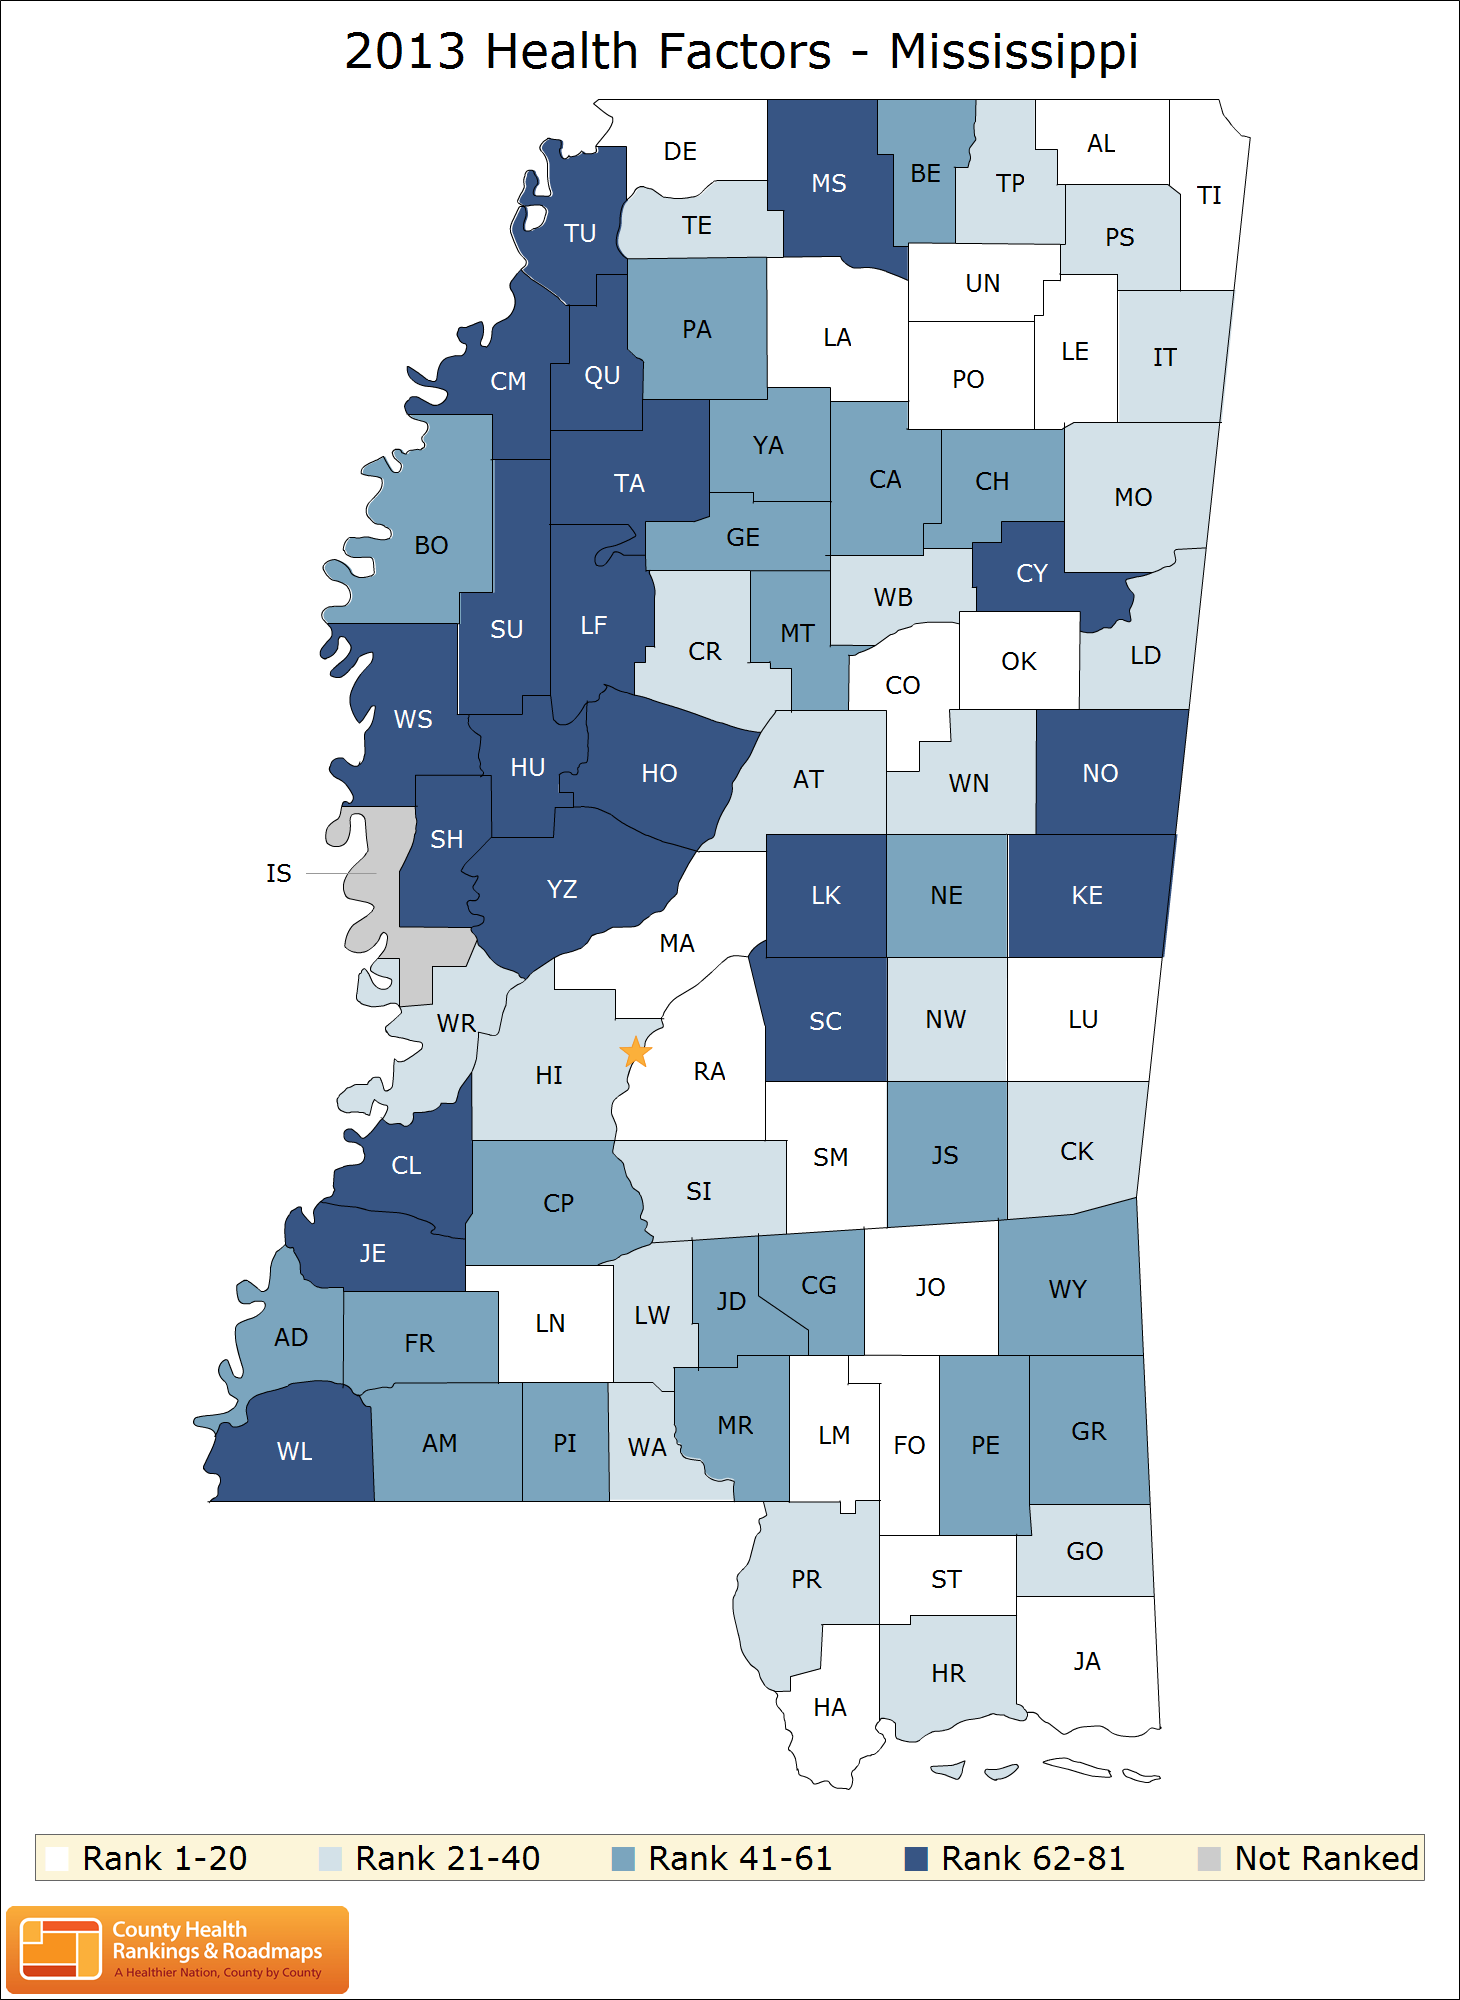 2013 Health Factors - Mississippi
DE
MS
BE
TP
AL
TI
TU
TE
PS
UN
PA
LA
LE
IT
CM
QU
PO
YA
TA
CA
CH
MO
BO
GE
CY
WB
SU
LF
MT
CR
OK
LD
CO
WS
HU
HO
AT
WN
NO
SH
IS
YZ
LK
NE
KE
MA
WR
SC
NW
LU
HI
RA
CL
SM
JS
CK
CP
SI
JE
AD
FR
LN
LW
JD
CG
JO
WY
WL
AM
PI
WA
MR
LM
FO
PE
GR
PR
ST
GO
HR
JA
HA
Rank 1-20 Rank 21-40 Rank 41-61 Rank 62-81 Not Ranked
County Health
Rankings & Roadmaps
A Healthier Nation, County by County